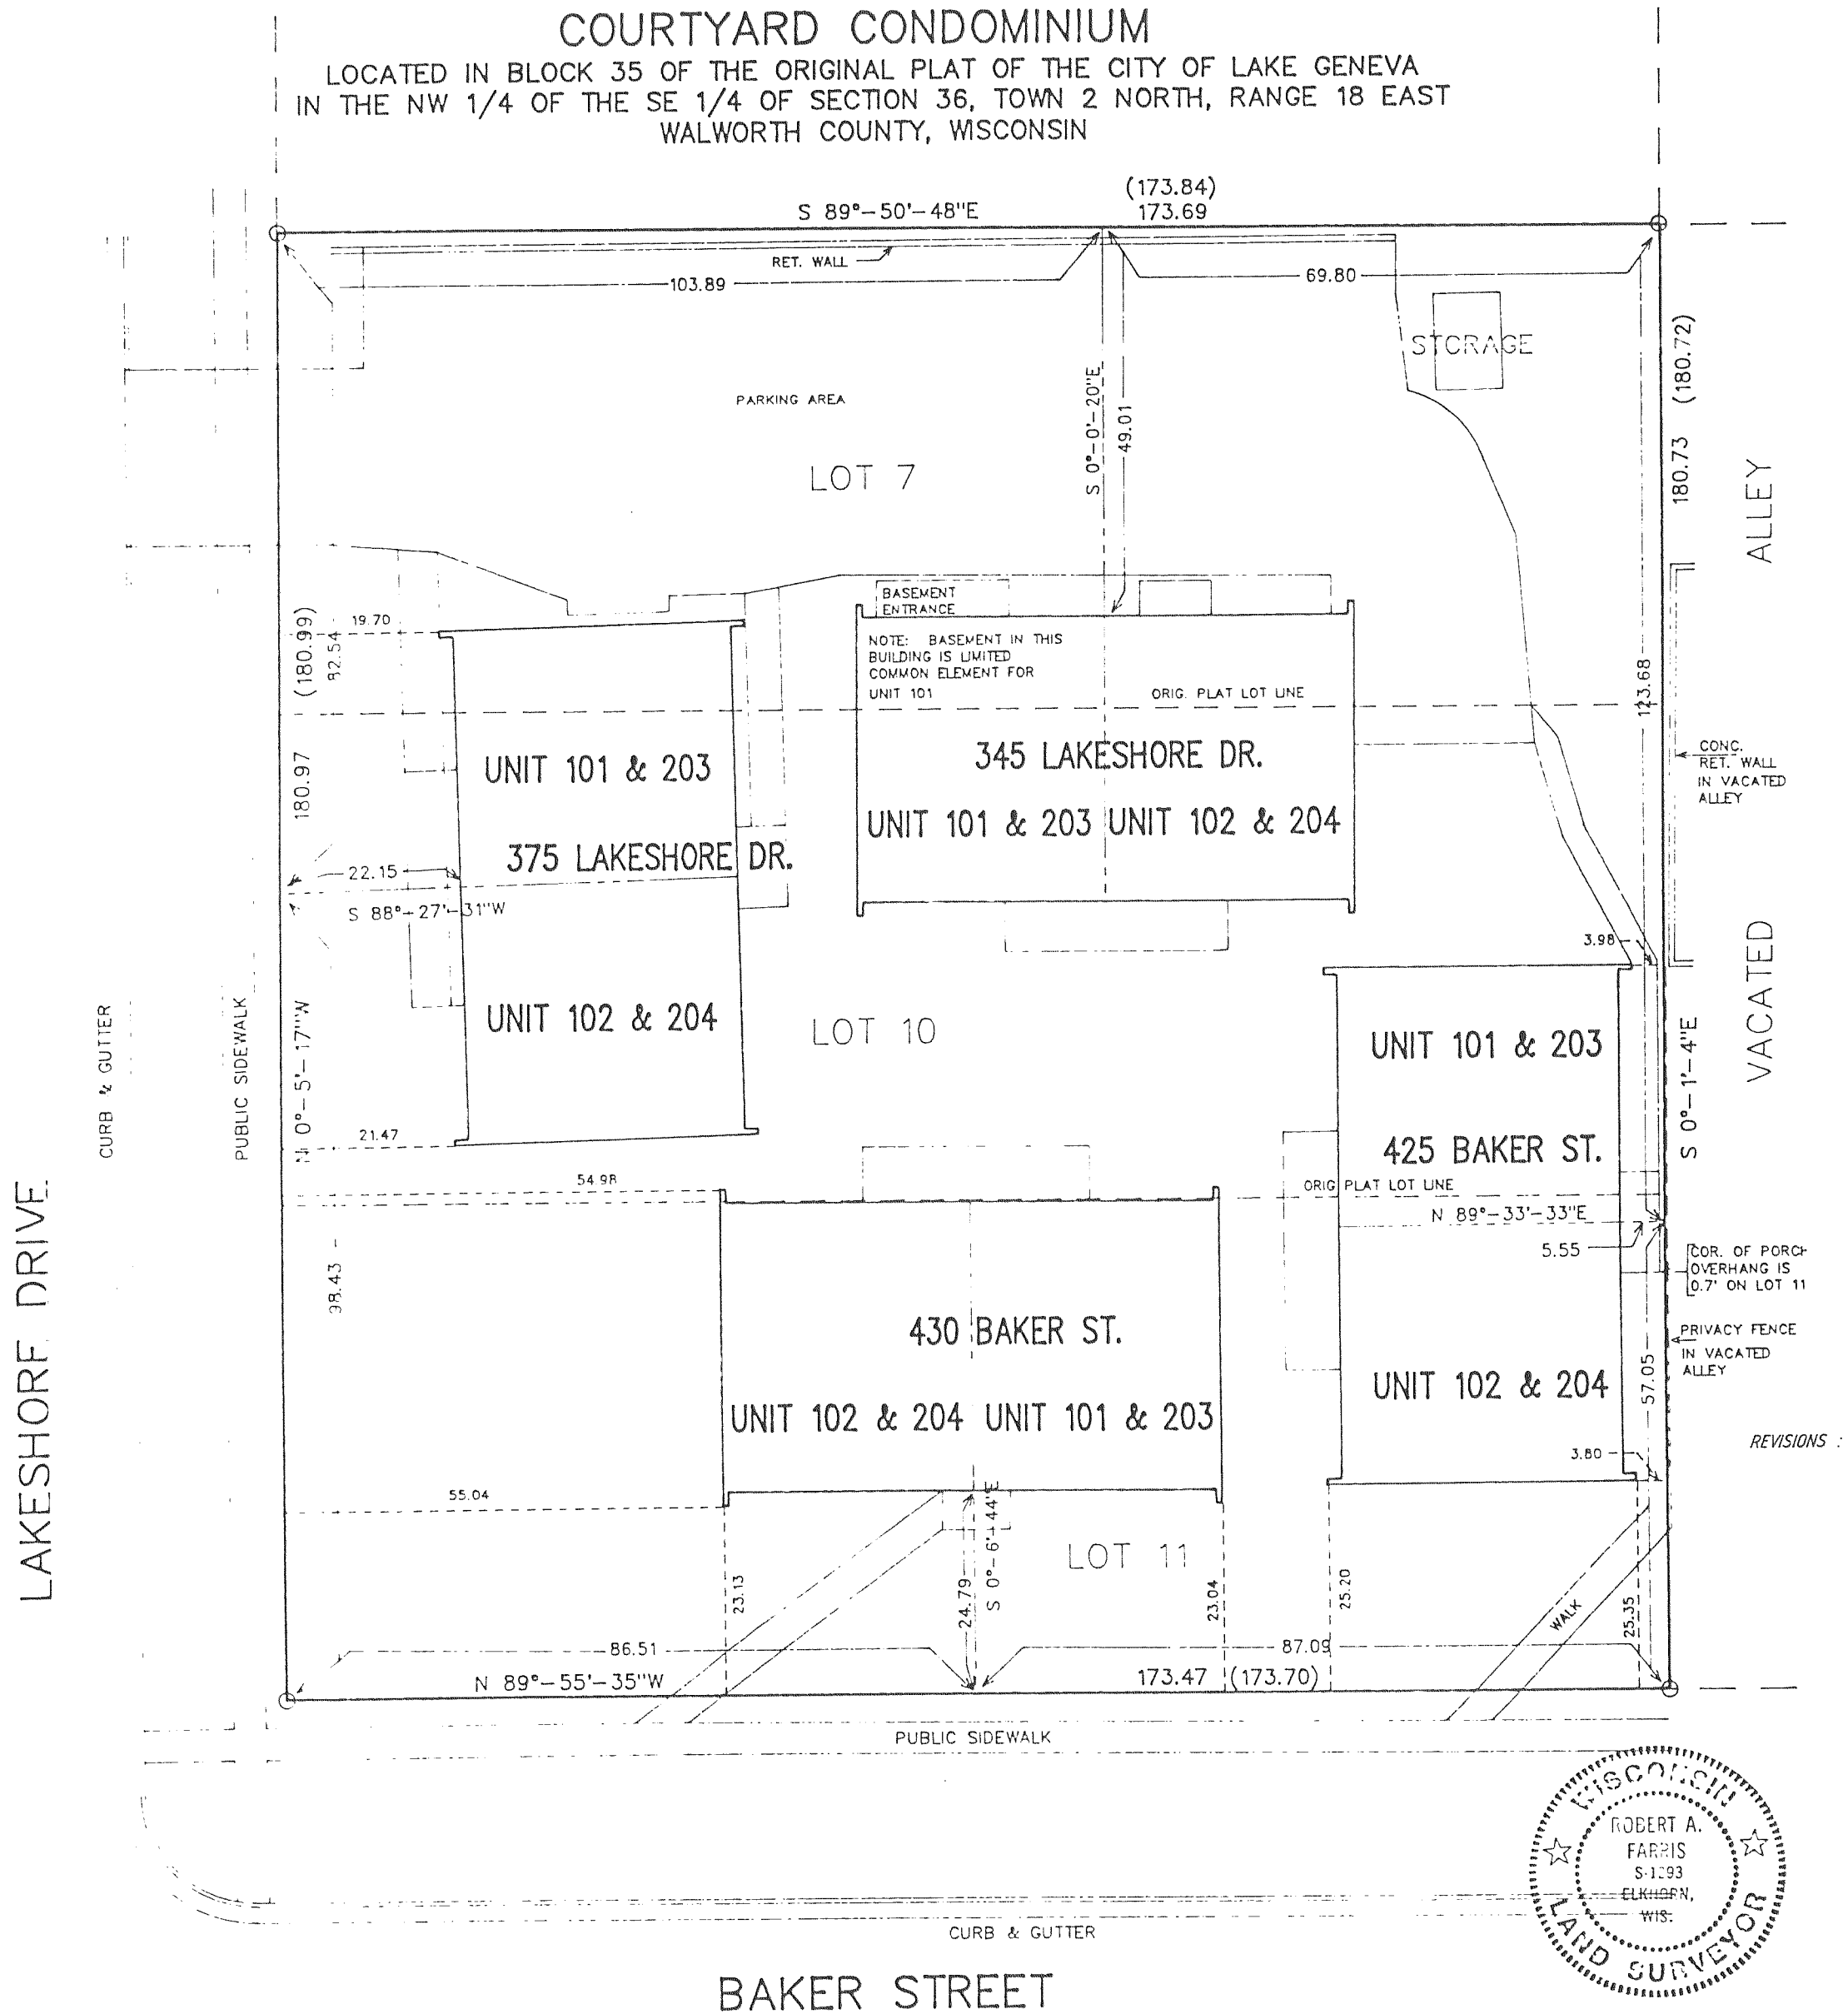 COURTYARD CONDOMINIUM
LOCATED IN BLOCK 35 OF THE ORIGINAL PLAT OF THE CITY OF LAKE GENEVA
IN THE NW 1/4 OF THE SE 1/4 OF SECTION 36, TOWN 2 NORTH, RANGE 18 EAST
WALWORTH COUNTY, WISCONSIN
(173.84)
S 89°-50'-48"E 173.69
RET. WALL
103.89
69.80
STORAGE
(180.72)
180.73
S 0°-0'-20"E
49.01
PARKING AREA
LOT 7
ALLEY
BASEMENT
ENTRANCE
19.70
(180.99)
82.54
180.97
NOTE: BASEMENT IN THIS
BUILDING IS LIMITED
COMMON ELEMENT FOR
UNIT 101
ORIG. PLAT LOT LINE
123.68
CONC.
RET. WALL
IN VACATED
ALLEY
UNIT 101 & 203
345 LAKESHORE DR.
UNIT 101 & 203 UNIT 102 & 204
375 LAKESHORE DR.
22.15
S 88°-27'-31"W
3.98
VACATED
UNIT 102 & 204
LOT 10
UNIT 101 & 203
S 0°-1'-4"E
CURB & GUTTER
PUBLIC SIDEWALK
N 0°-5'-17"W
21.47
425 BAKER ST.
54.98
ORIG PLAT LOT LINE
N 89°-33'-33"E
5.55
COR. OF PORCH
OVERHANG IS
0.7' ON LOT 11
LAKESHORE DRIVE
98.43
430 BAKER ST.
PRIVACY FENCE
IN VACATED
ALLEY
UNIT 102 & 204
57.05
UNIT 102 & 204 UNIT 101 & 203
REVISIONS :
3.80
55.04
LOT 11
23.13
24.79
S 0°-6'-44"E
23.04
25.20
WALK
25.35
86.51
87.09
N 89°-55'-35"W
173.47 (173.70)
PUBLIC SIDEWALK
WISCONSIN
ROBERT A.
FARRIS
S-1293
ELKHORN,
WIS.
LAND SURVEYOR
CURB & GUTTER
BAKER STREET